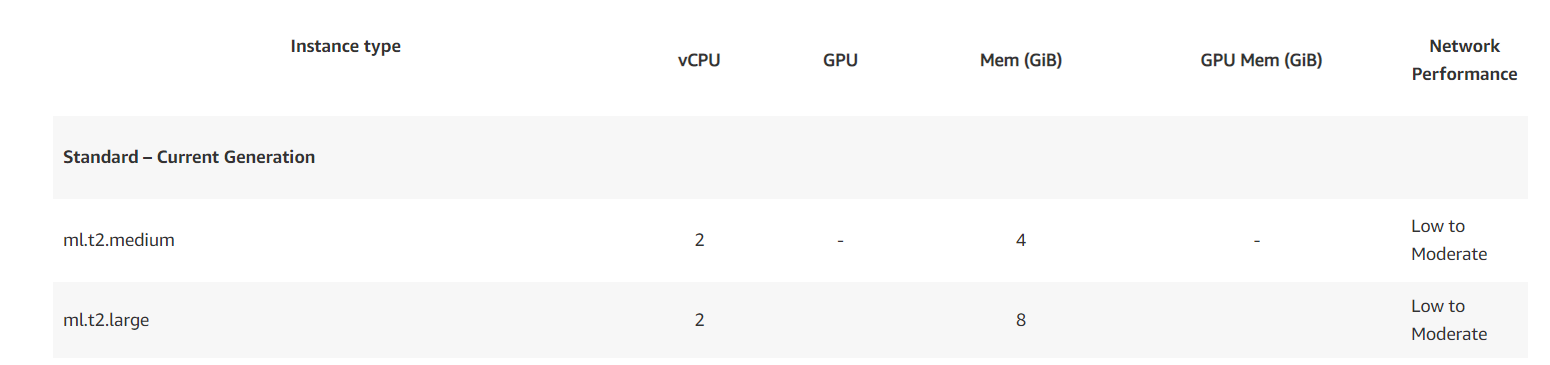 Instance type vCPU GPU Mem (GiB) GPU Mem (GiB) Network
Performance
Standard – Current Generation
ml.t2.medium 2 - 4 - Low to
Moderate
ml.t2.large 2 8 Low to
Moderate